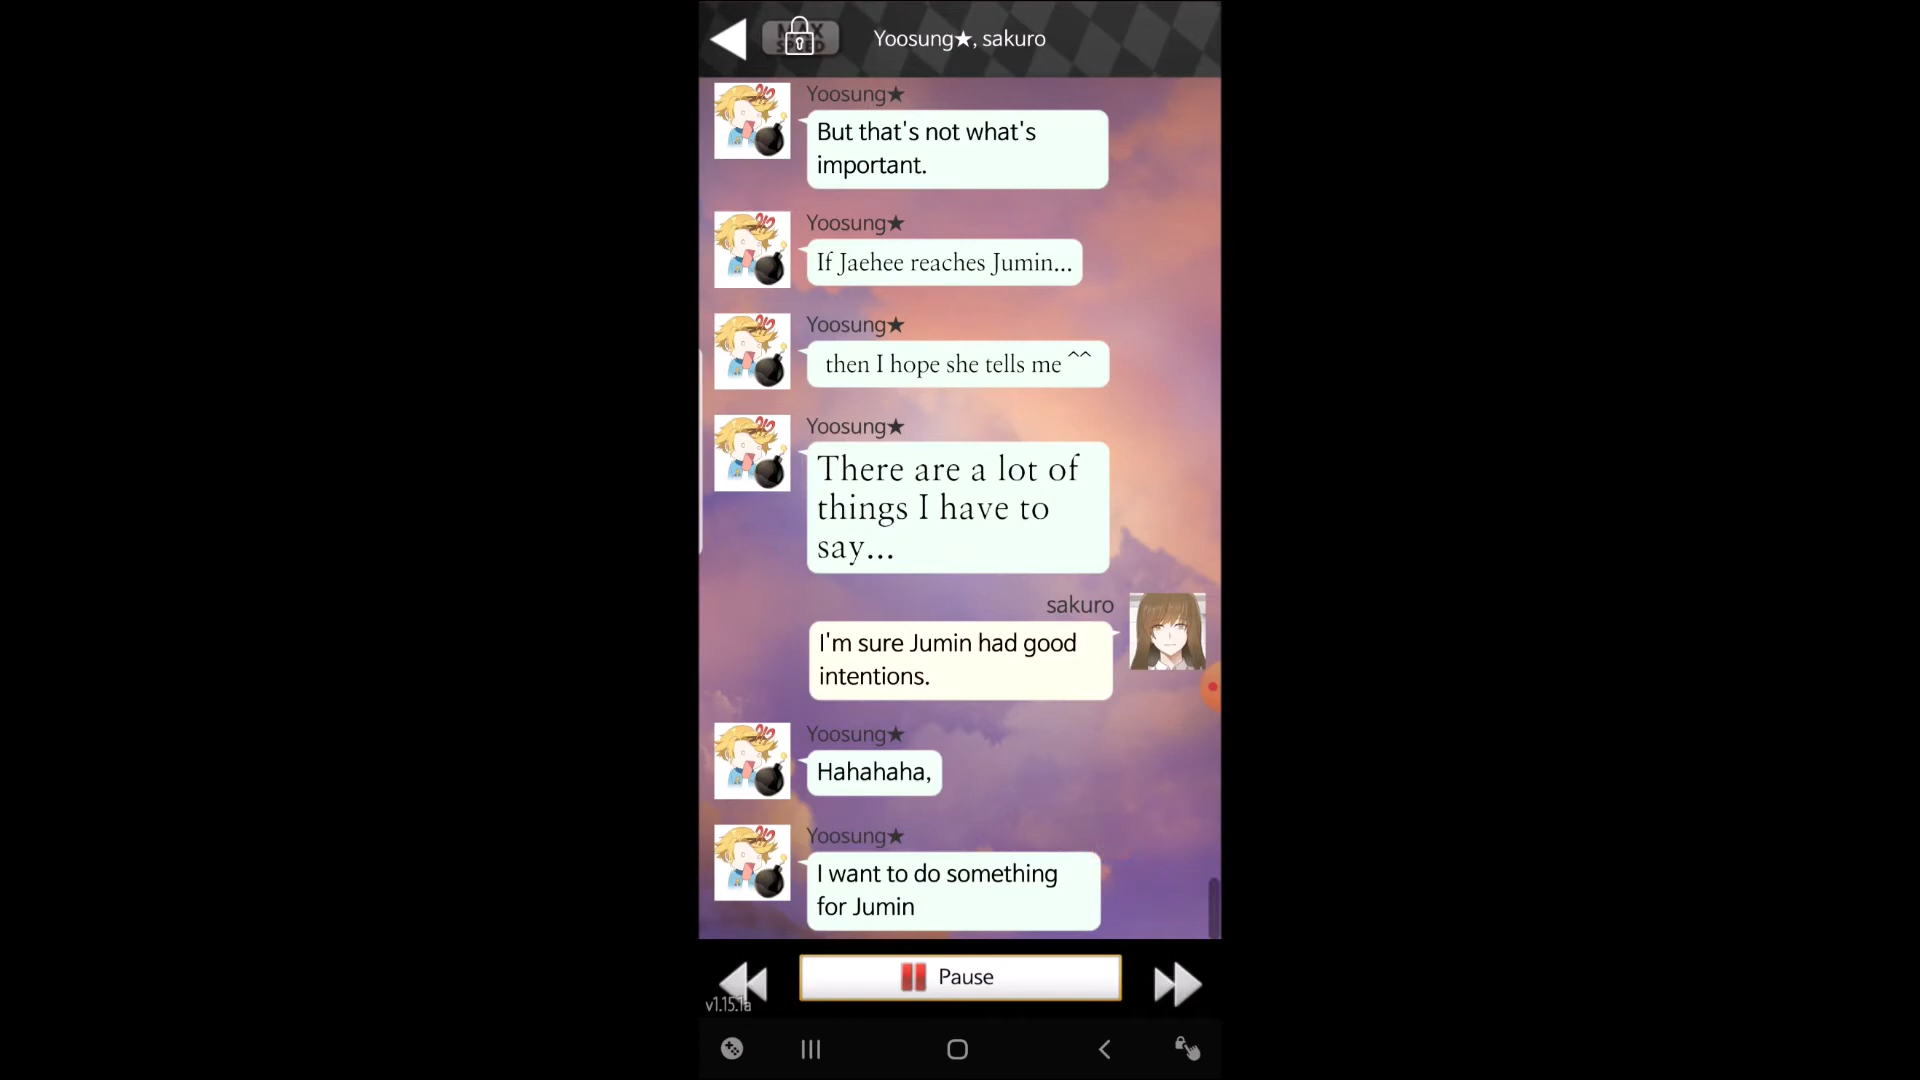 MAX
SPEED
Yoosung★, sakuro
Yoosung★
But that's not what's
important.
Yoosung★
If Jaehee reaches Jumin...
Yoosung★
then I hope she tells me ^^
Yoosung★
There are a lot of
things I have to
say...
sakuro
I'm sure Jumin had good
intentions.
Yoosung★
Hahahaha,
Yoosung★
I want to do something
for Jumin
Pause
v1.15.1a